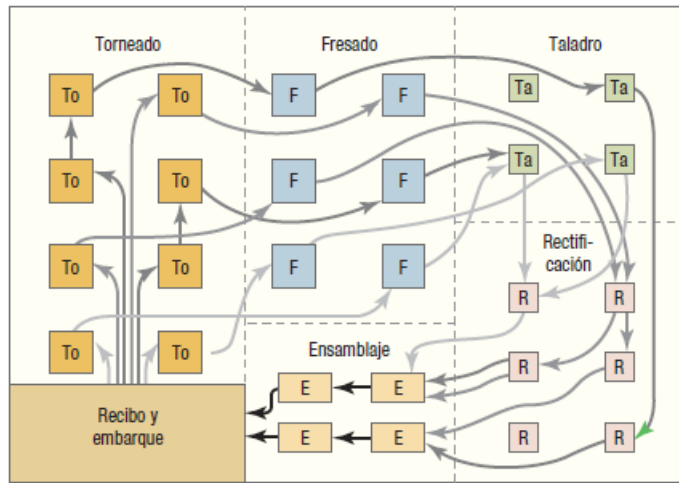 Torneado
Fresado
Taladro
To
To
F
F
Ta
Ta
To
To
F
F
Ta
Ta
To
To
F
F
Rectifi-
cación
R
R
To
To
Ensamblaje
R
R
E
E
Recibo y
embarque
E
E
R
R